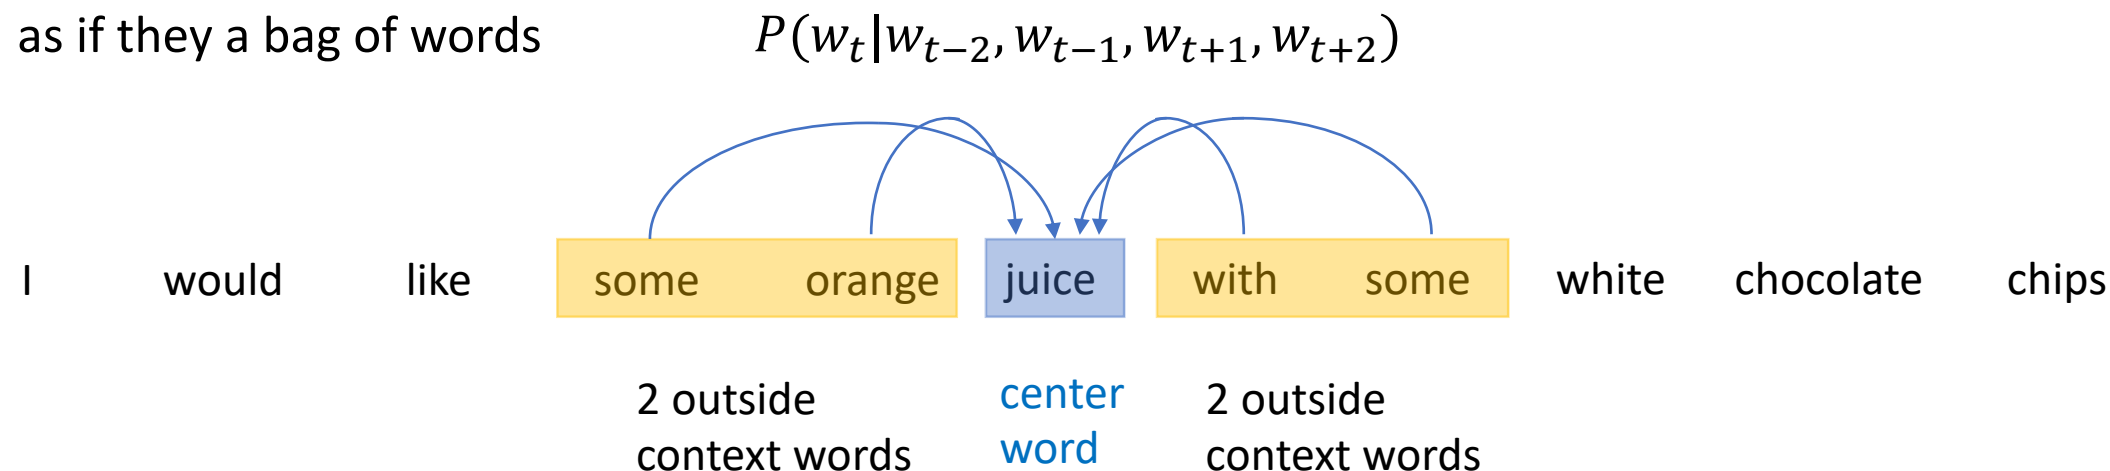 as if they a bag of words P(w_t|w_{t−2}, w_{t−1}, w_{t+1}, w_{t+2})
I would like some orange juice with some white chocolate chips
2 outside center 2 outside
context words word context words